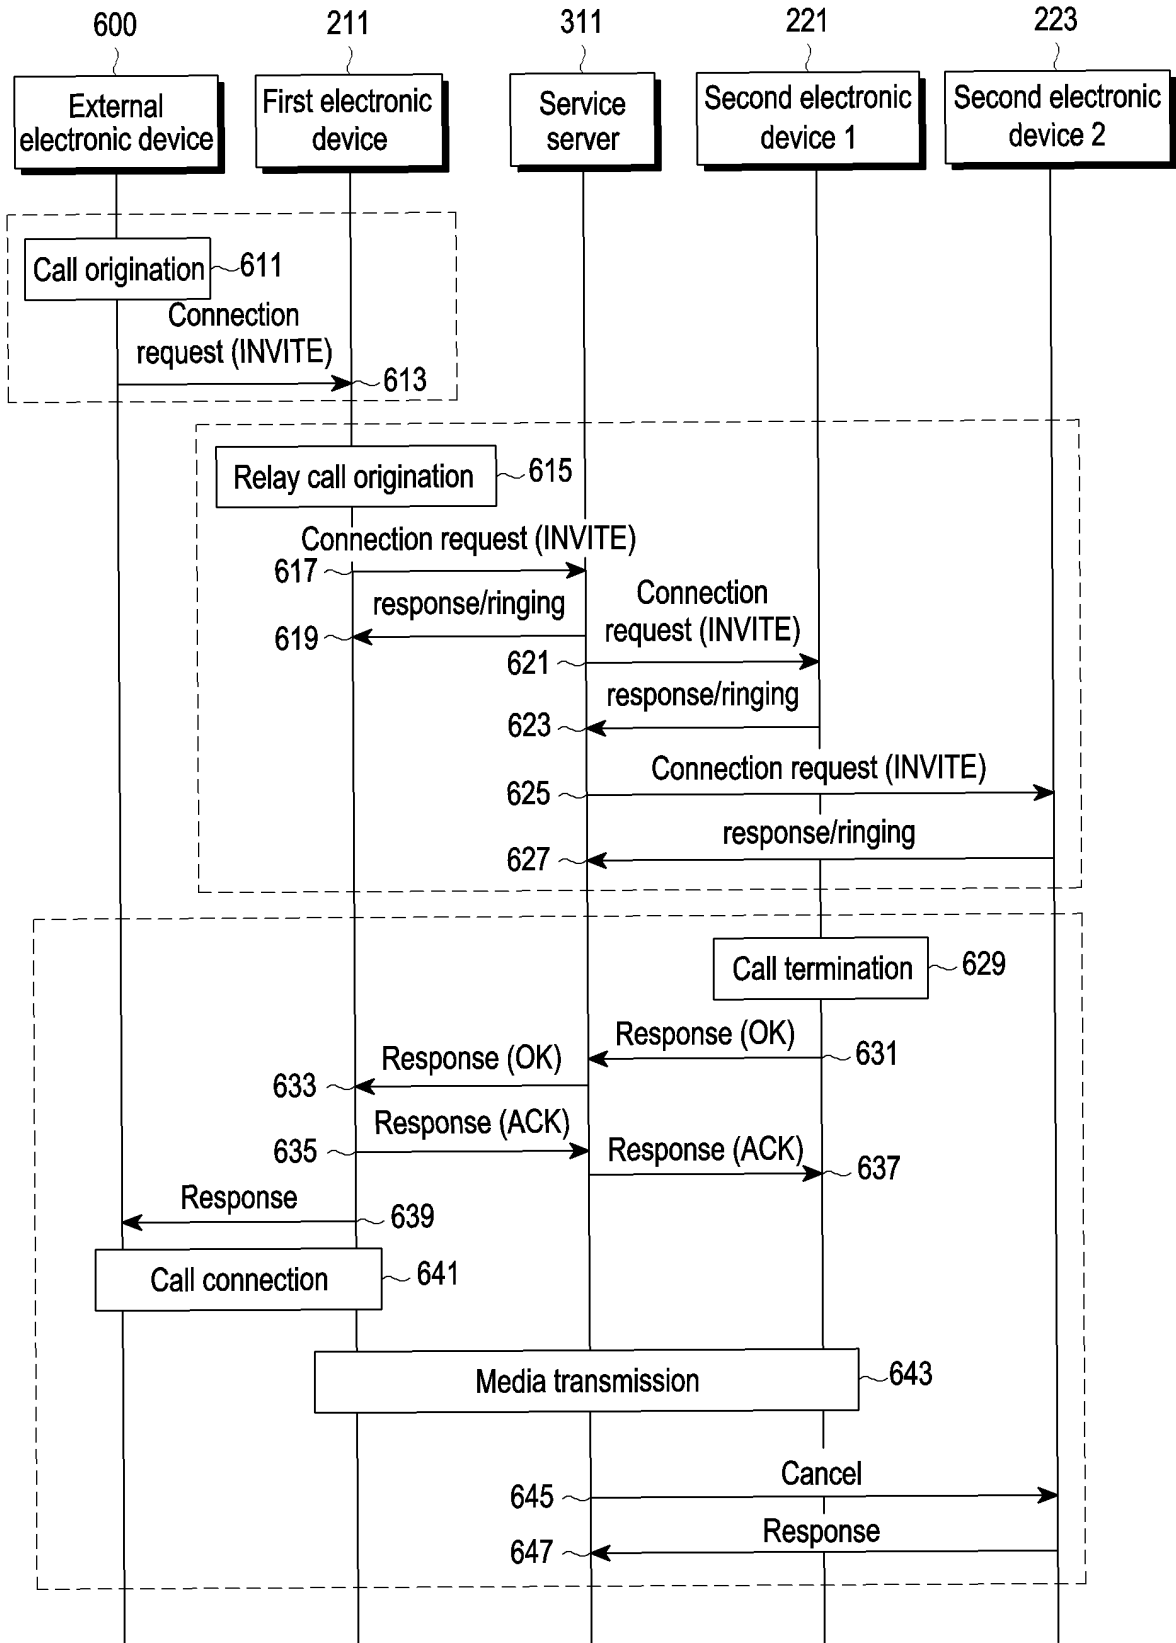 600
211
311
221
223
External
electronic device
First electronic
device
Service
server
Second electronic
device 1
Second electronic
device 2
Call origination
611
Connection
request (INVITE)
613
Relay call origination
615
Connection request (INVITE)
617
response/ringing
619
Connection
request (INVITE)
621
response/ringing
623
Connection request (INVITE)
625
response/ringing
627
Call termination
629
Response (OK)
631
Response (OK)
633
Response (ACK)
635
Response (ACK)
637
Response
639
Call connection
641
Media transmission
643
Cancel
645
Response
647